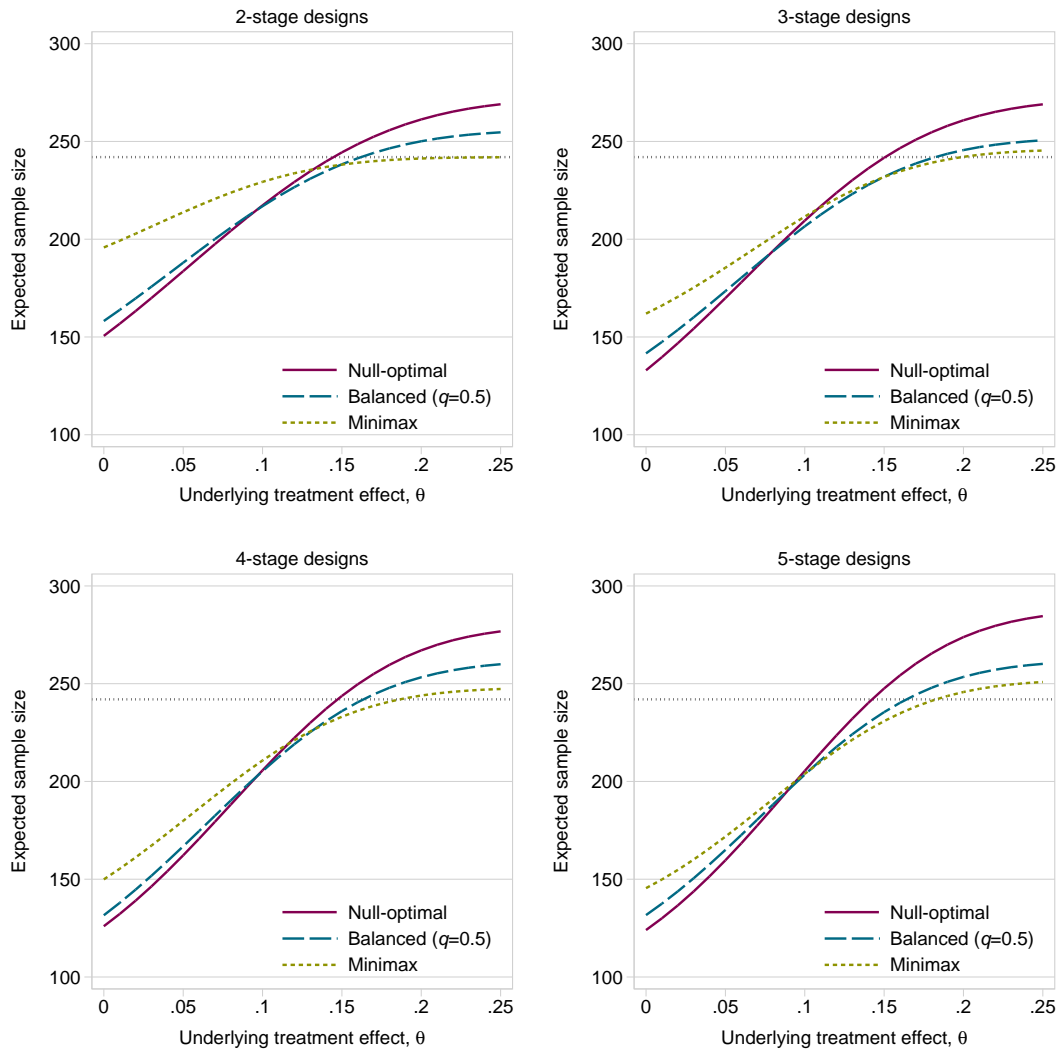 2-stage designs
300
250
200
150
100
Expected sample size
Null-optimal
Balanced (q=0.5)
Minimax
0 .05 .1 .15 .2 .25
Underlying treatment effect, θ
3-stage designs
300
250
200
150
100
Expected sample size
Null-optimal
Balanced (q=0.5)
Minimax
0 .05 .1 .15 .2 .25
Underlying treatment effect, θ
4-stage designs
300
250
200
150
100
Expected sample size
Null-optimal
Balanced (q=0.5)
Minimax
0 .05 .1 .15 .2 .25
Underlying treatment effect, θ
5-stage designs
300
250
200
150
100
Expected sample size
Null-optimal
Balanced (q=0.5)
Minimax
0 .05 .1 .15 .2 .25
Underlying treatment effect, θ